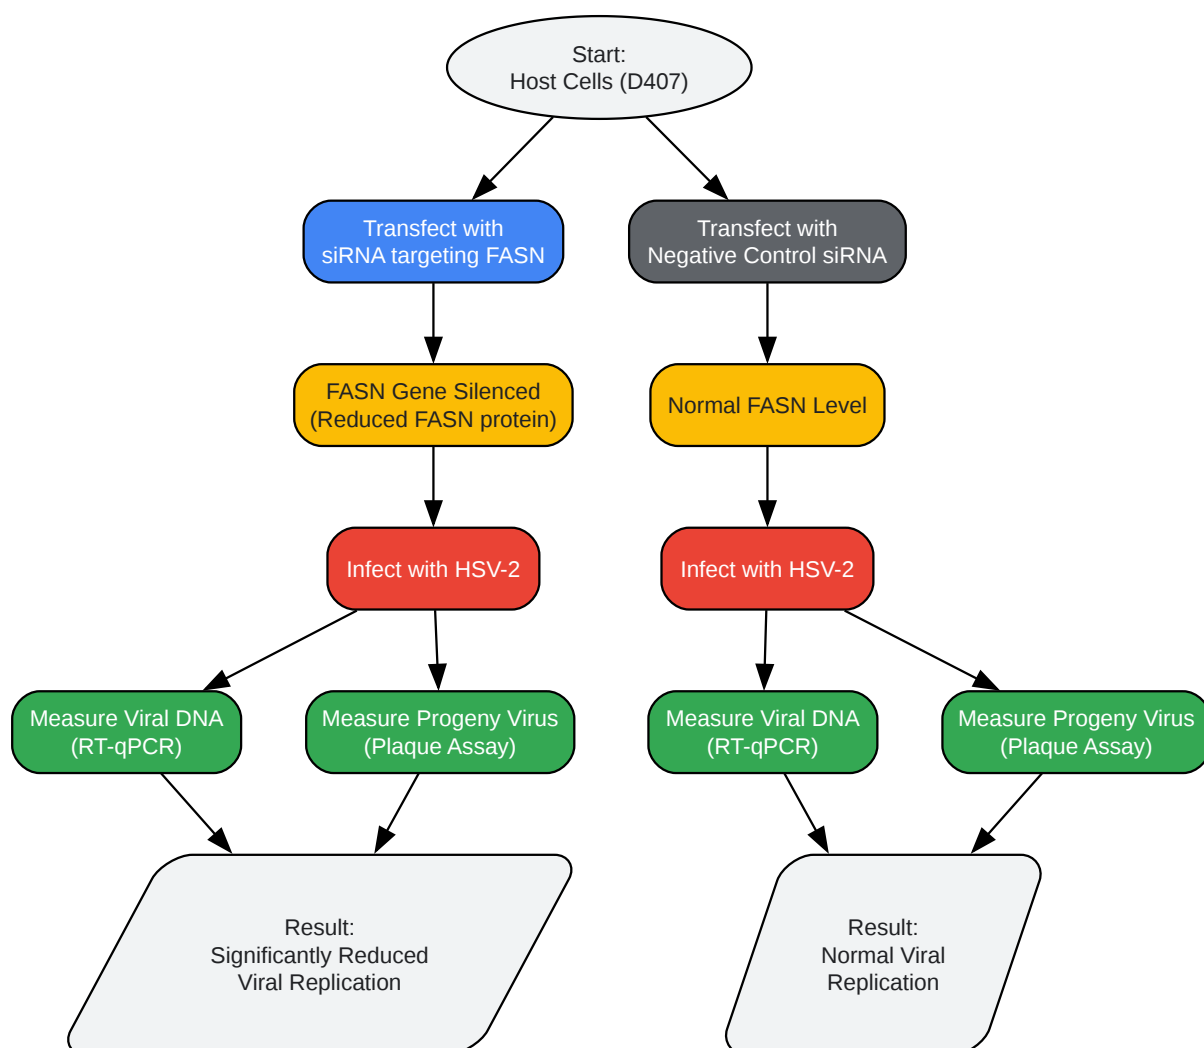 Start:
Host Cells (D407)
Transfect with
siRNA targeting FASN
Transfect with
Negative Control siRNA
FASN Gene Silenced
(Reduced FASN protein)
Normal FASN Level
Infect with HSV-2
Infect with HSV-2
Measure Viral DNA
(RT-qPCR)
Measure Progeny Virus
(Plaque Assay)
Measure Viral DNA
(RT-qPCR)
Measure Progeny Virus
(Plaque Assay)
Result:
Significantly Reduced
Viral Replication
Result:
Normal Viral
Replication